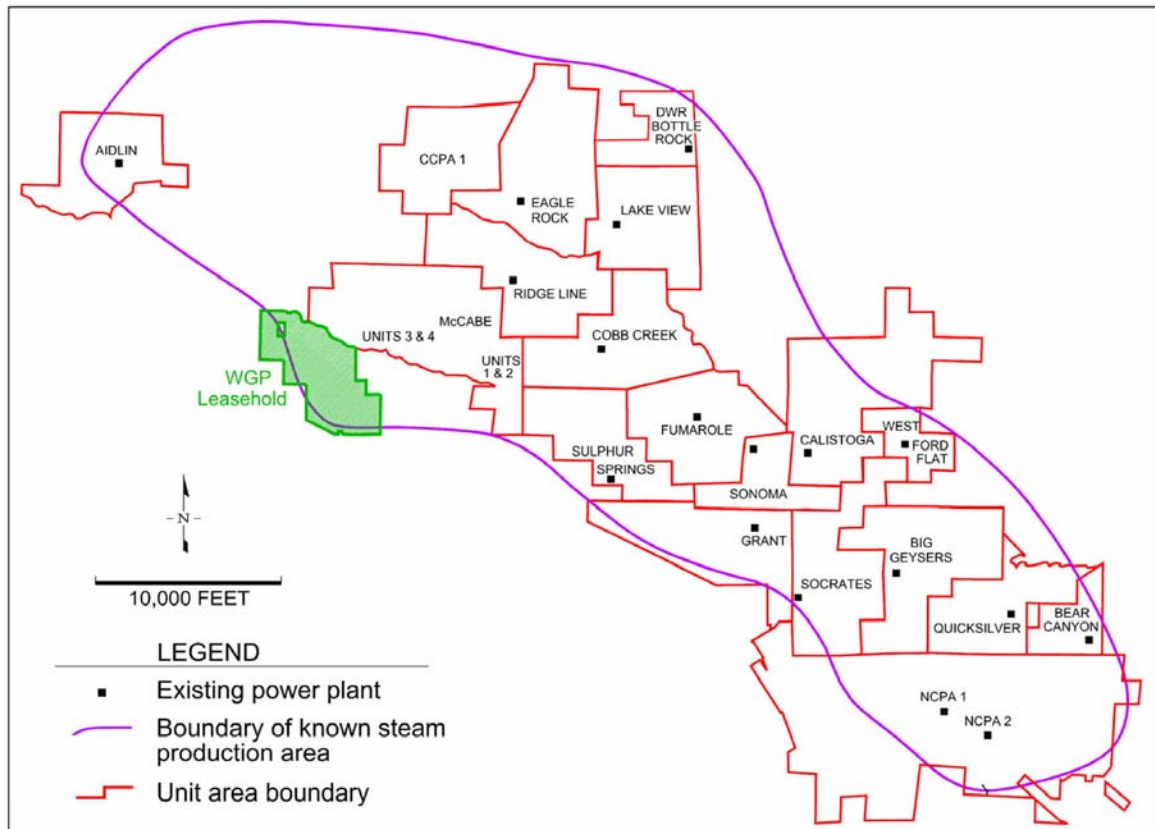 DWR
BOTTLE
ROCK
AIDLIN
CCPA 1
EAGLE
ROCK
LAKE VIEW
RIDGE LINE
McCABE
UNITS 3 & 4
COBB CREEK
UNITS
1 & 2
WGP
Leasehold
FUMAROLE
CALISTOGA
WEST
FORD
FLAT
SULPHUR
SPRINGS
SONOMA
N
GRANT
BIG
GEYSERS
SOCRATES
10,000 FEET
QUICKSILVER
BEAR
CANYON
LEGEND
Existing power plant
Boundary of known steam
production area
Unit area boundary
NCPA 1
NCPA 2